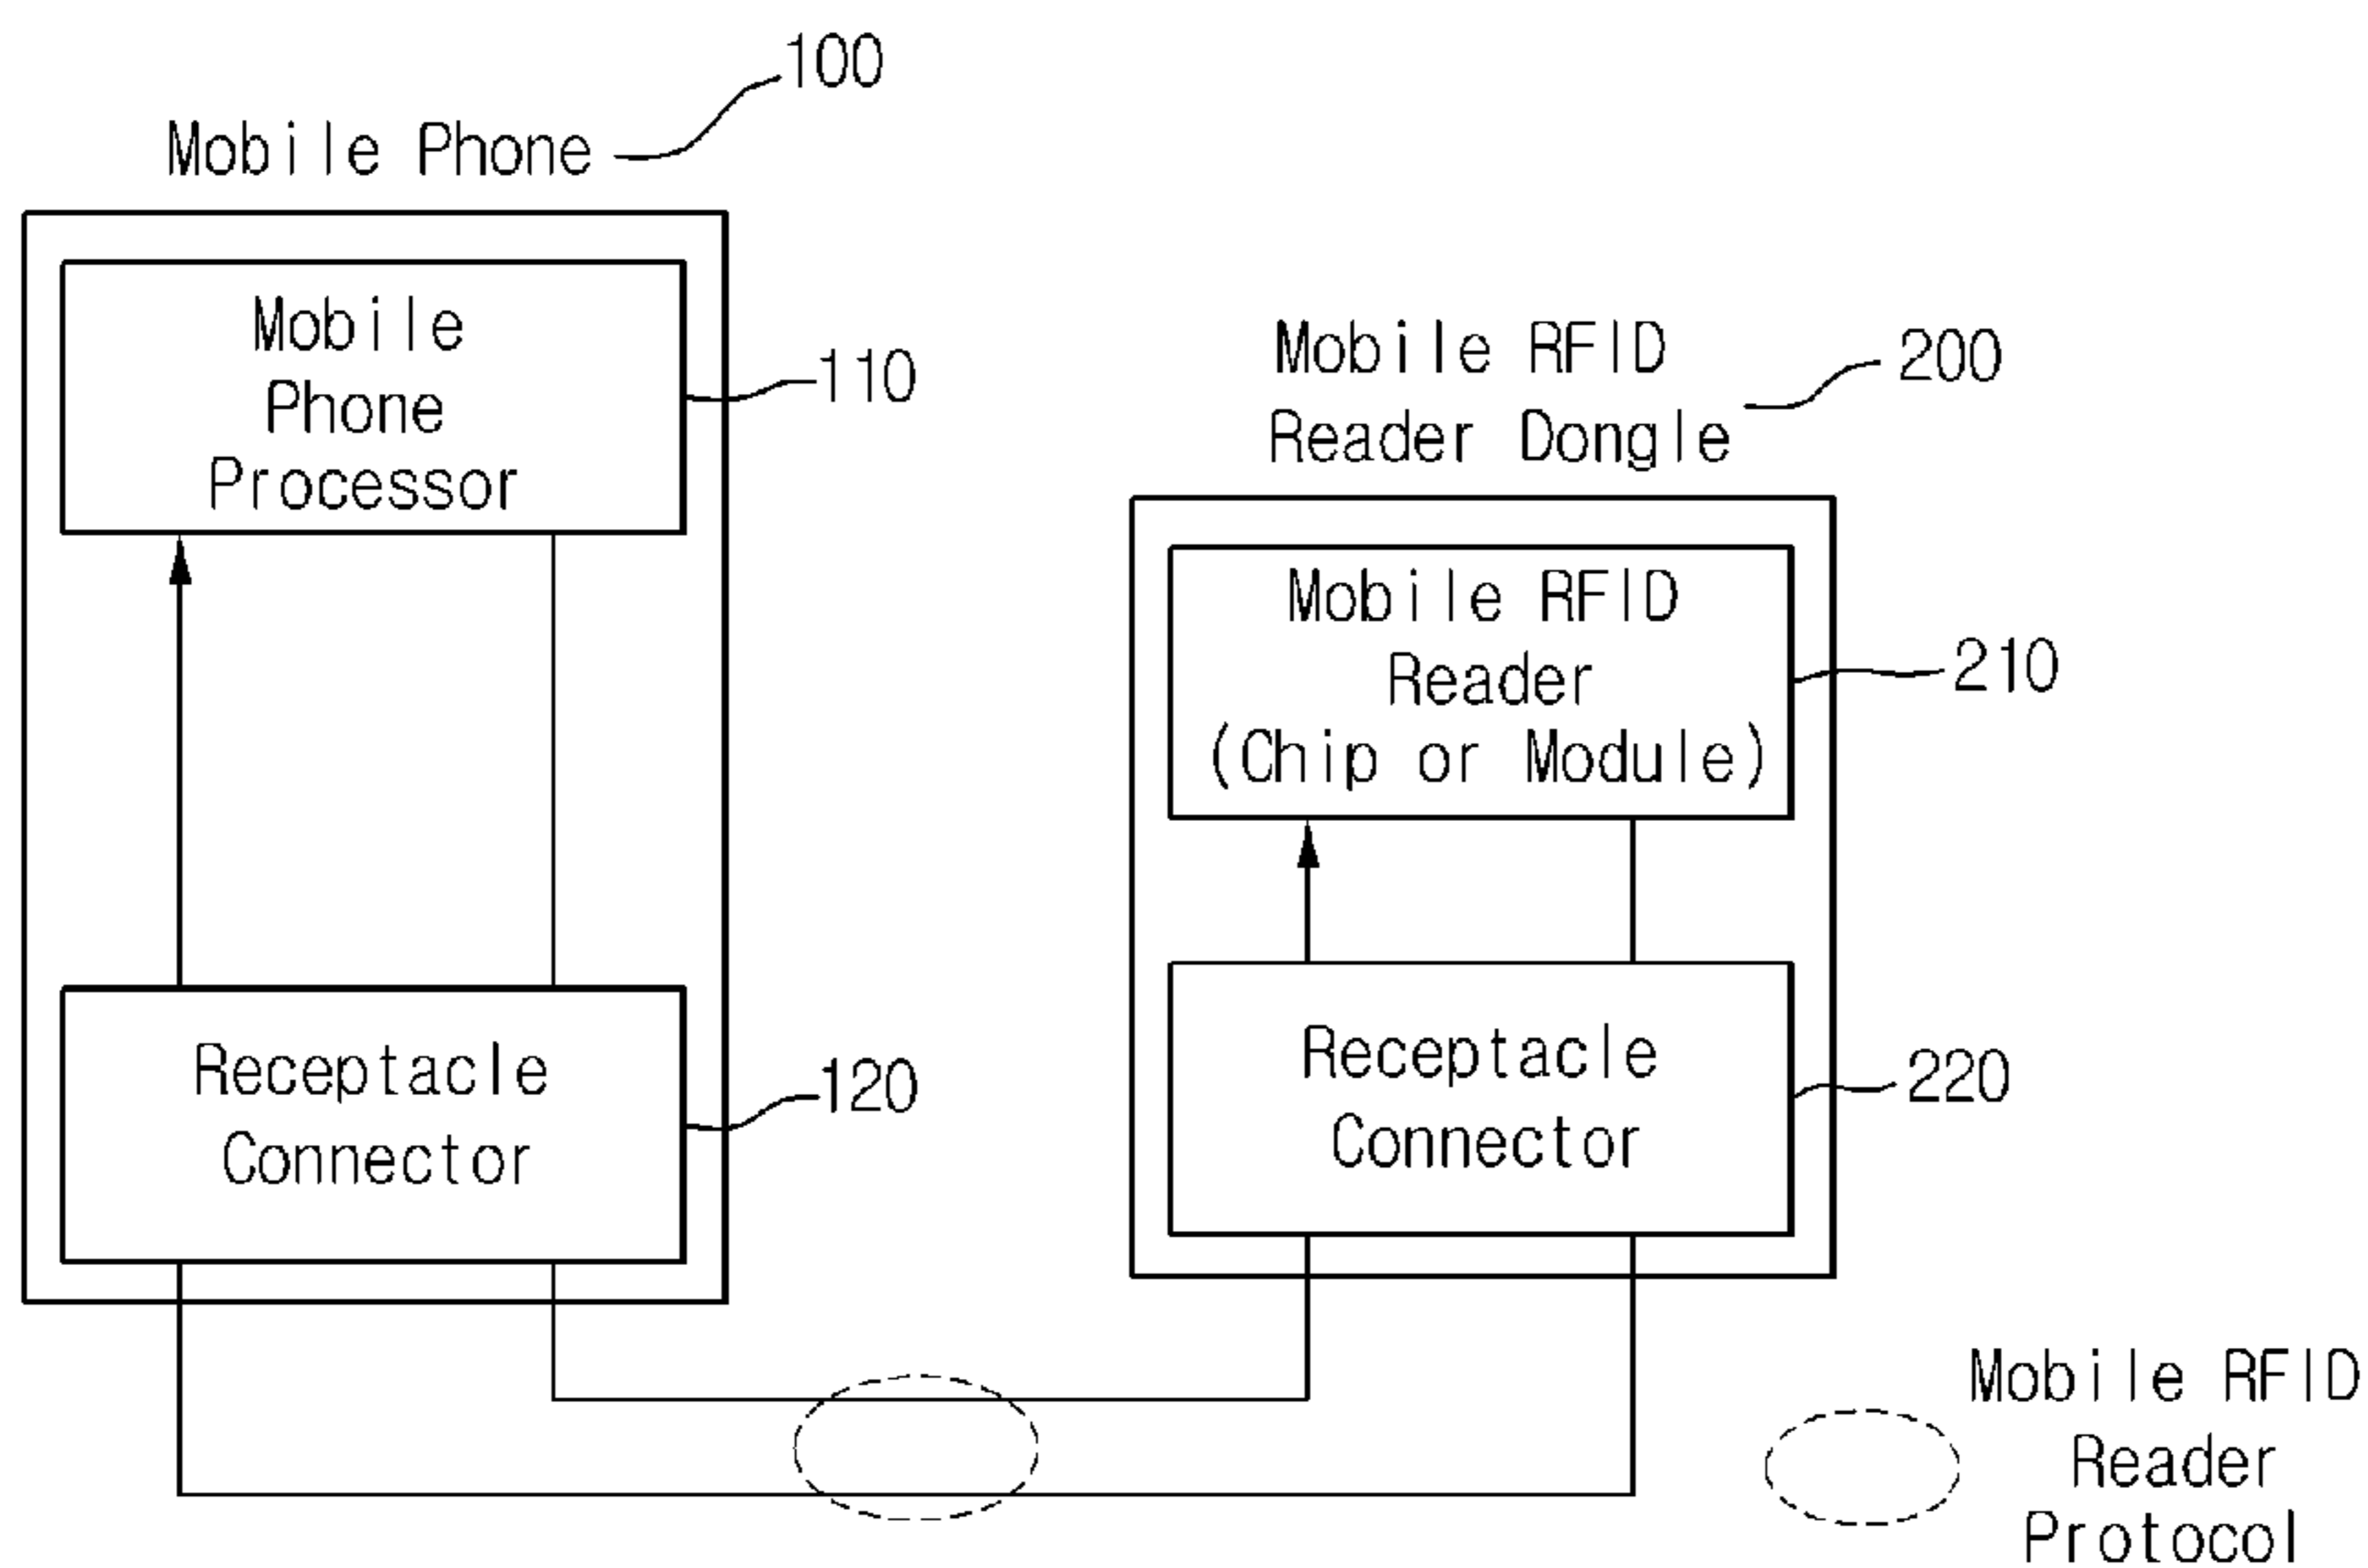 100
Mobile Phone
Mobile
Phone
Processor
110
Receptacle
Connector
120
Mobile RFID
Reader Dongle
200
Mobile RFID
Reader
(Chip or Module)
210
Receptacle
Connector
220
Mobile RFID
Reader
Protocol